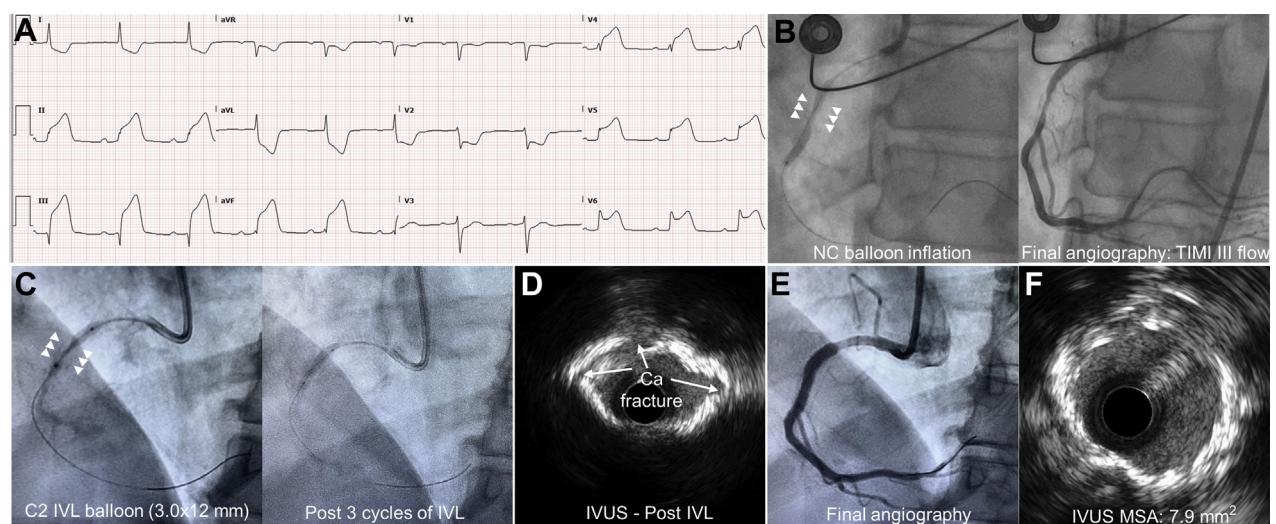 A
I
aVR
V1
V4
II
aVL
V2
V5
III
aVF
V3
V6
B
NC balloon inflation
Final angiography: TIMI III flow
C
C2 IVL balloon (3.0x12 mm)
Post 3 cycles of IVL
D
Ca
fracture
IVUS - Post IVL
E
Final angiography
F
IVUS MSA: 7.9 mm²